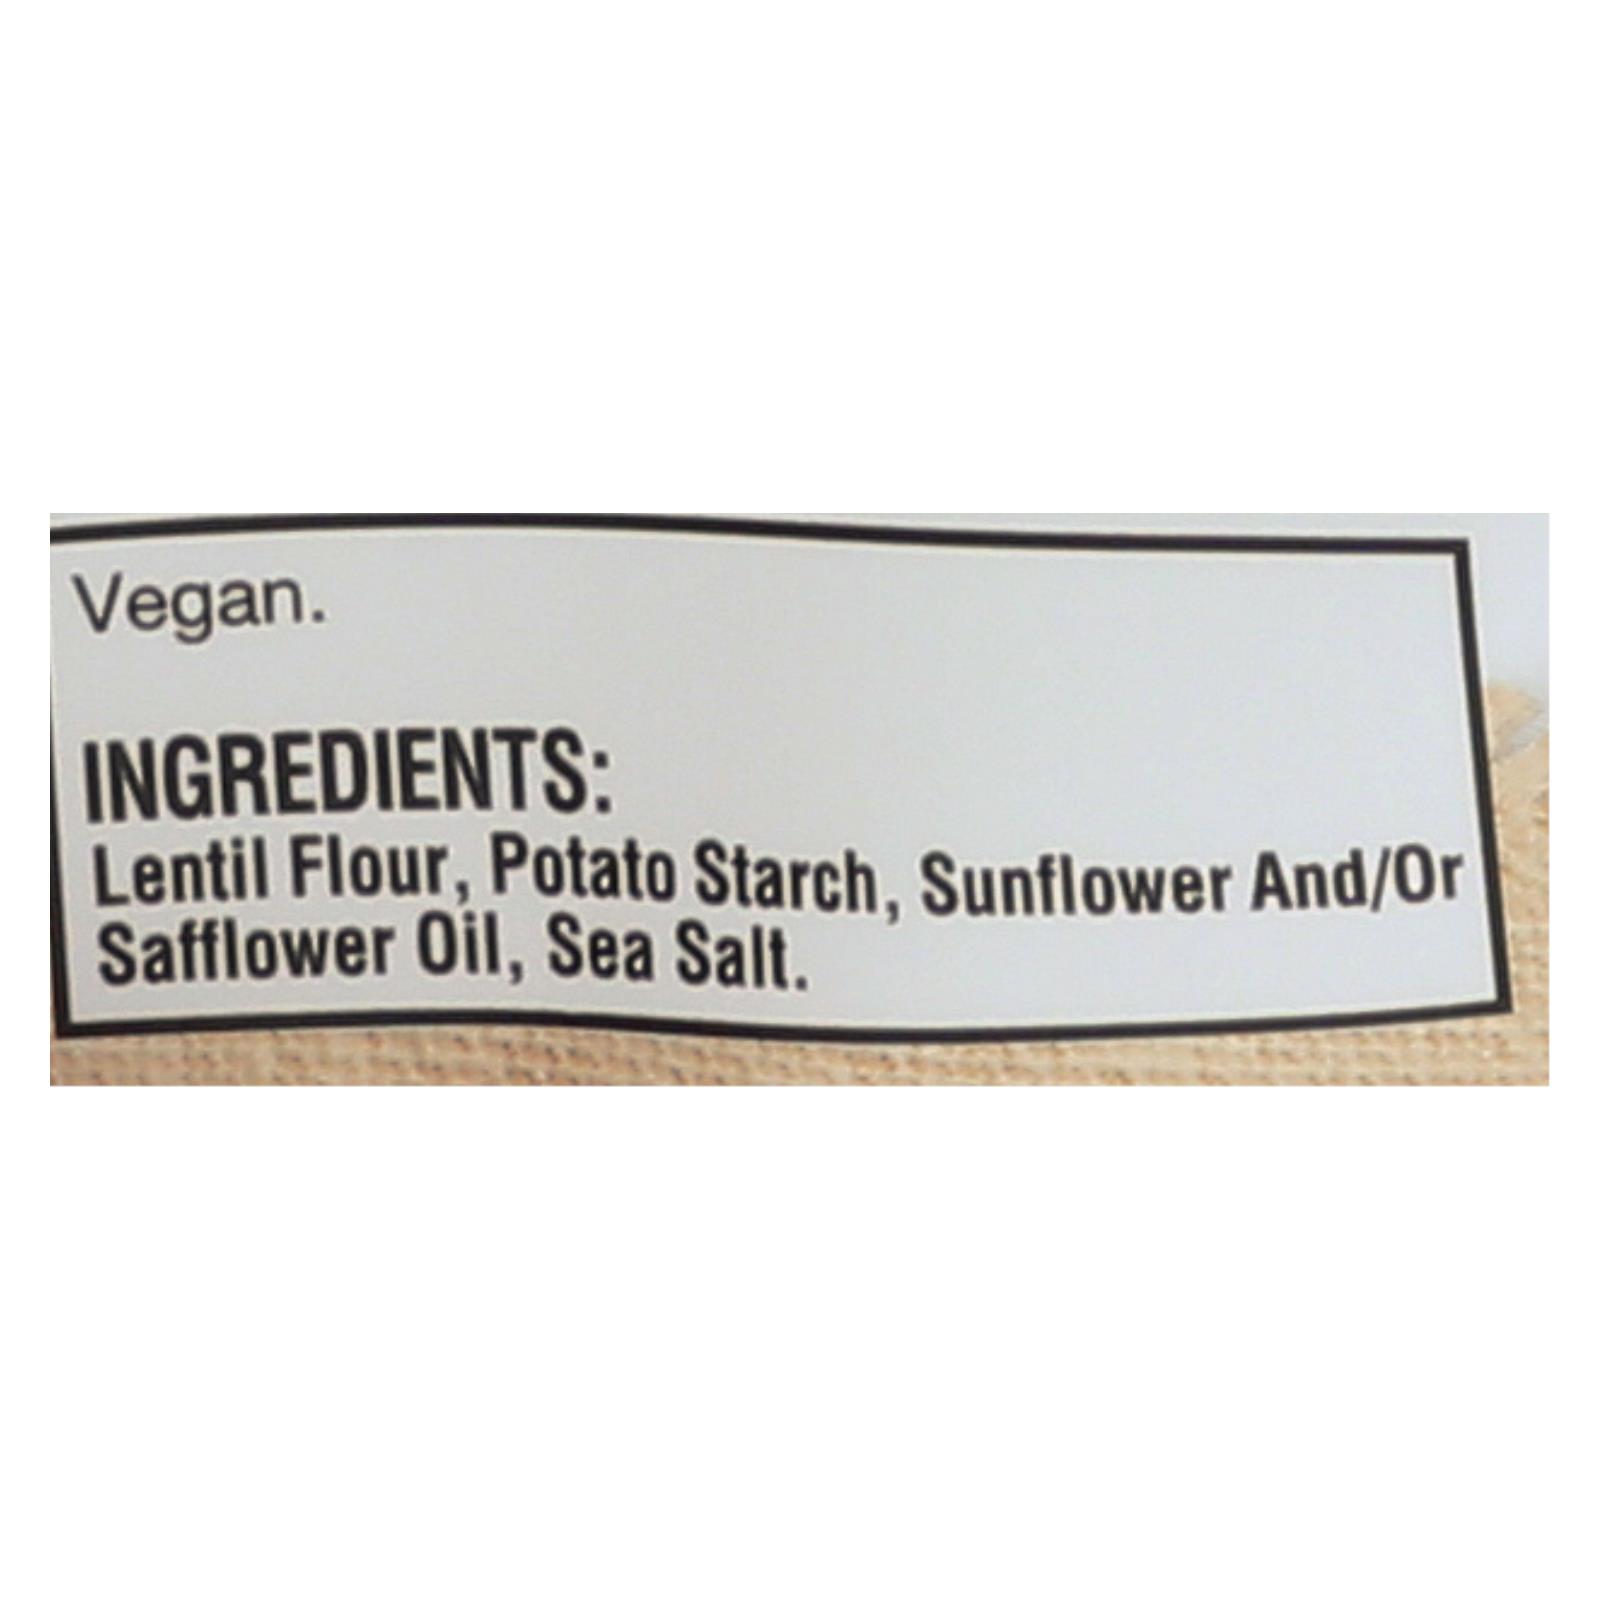 Vegan.
INGREDIENTS:
Lentil Flour, Potato Starch, Sunflower And/Or
Safflower Oil, Sea Salt.